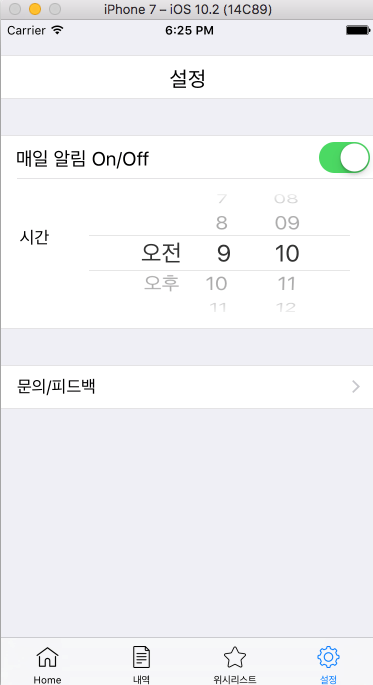 iPhone 7 – iOS 10.2 (14C89)
Carrier 6:25 PM
설정
매일 알림 On/Off
7 08
8 09
시간 오전 9 10
오후 10 11
11 12
문의/피드백
Home 내역 위시리스트 설정